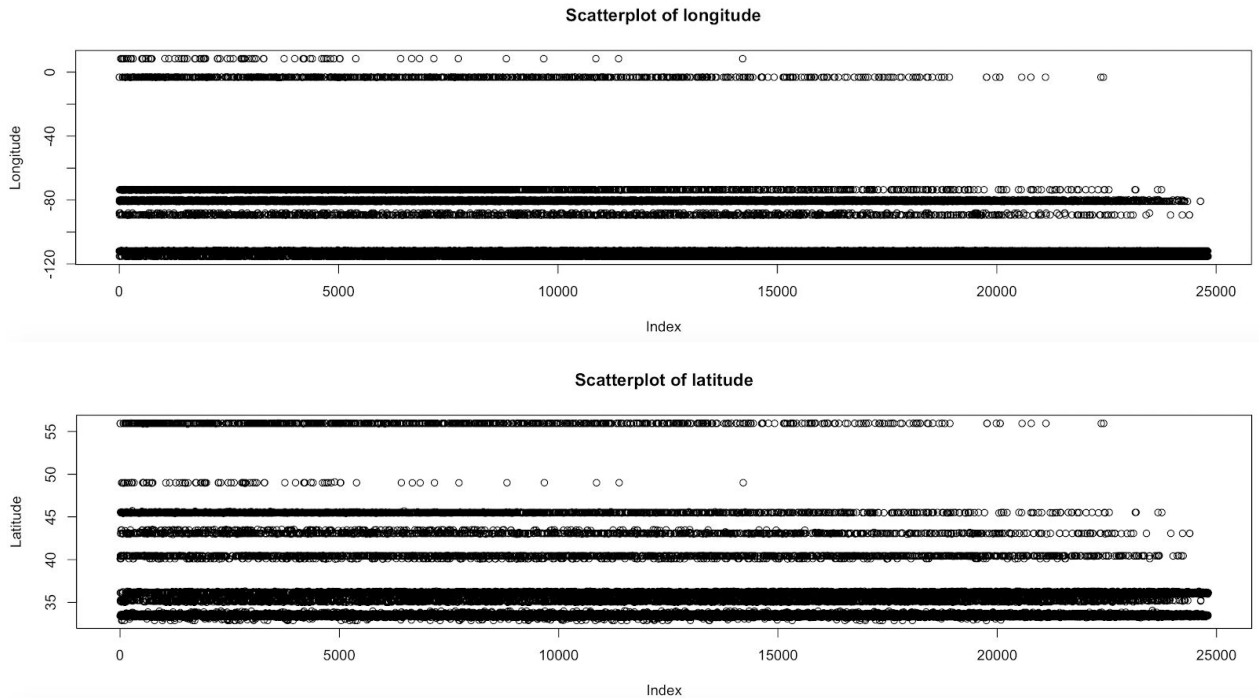 Scatterplot of longitude
Longitude
0
-40
-80
-120
0 5000 10000 15000 20000 25000
Index
Scatterplot of latitude
Latitude
55
50
45
40
35
0 5000 10000 15000 20000 25000
Index